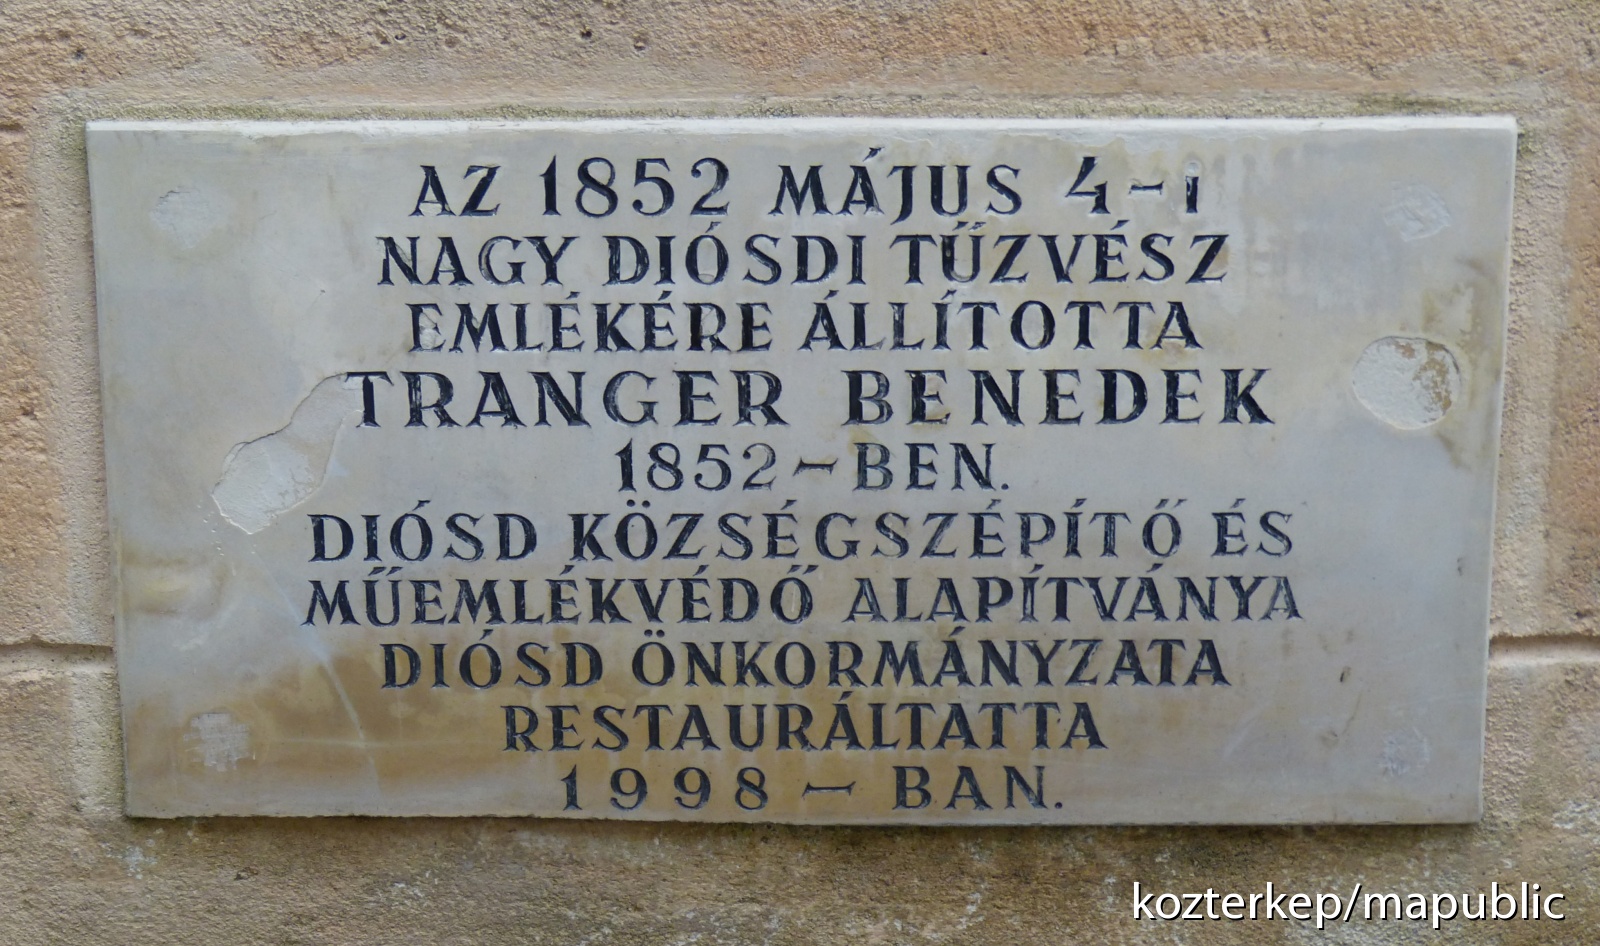 AZ 1852 MÁJUS 4-i
NAGY DIÓSDI TŰZVÉSZ
EMLÉKÉRE ÁLLÍTOTTA
TRANGER BENEDEK
1852-BEN.
DIÓSD KÖZSÉGSZÉPÍTŐ ÉS
MŰEMLÉKVÉDŐ ALAPÍTVÁNYA
DIÓSD ÖNKORMÁNYZATA
RESTAURÁLTATTA
1998 - BAN.
kozterkep/mapublic